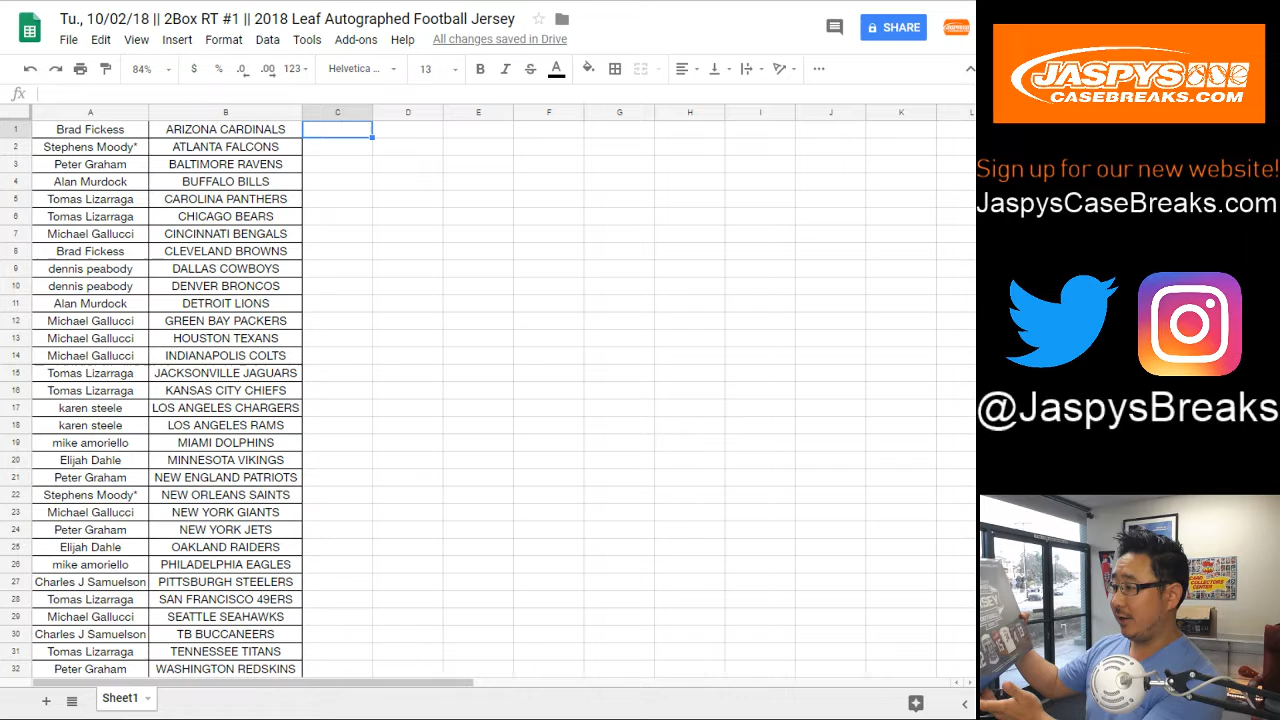 Tu., 10/02/18 || 2Box RT #1 || 2018 Leaf Autographed Football Jersey
File Edit View Insert Data Tools Add-ons Help All changes saved in Drive
SHARE
84% $ % .0 .00 123 Helvetica ... 13 B I S A
fx
A B C D E F G H I J K L
1 Brad Fickess ARIZONA CARDINALS
2 Stephens Moody* ATLANTA FALCONS
3 Peter Graham BALTIMORE RAVENS
4 Alan Murdock BUFFALO BILLS
5 Tomas Lizarraga CAROLINA PANTHERS
6 Tomas Lizarraga CHICAGO BEARS
7 Michael Gallucci CINCINNATI BENGALS
8 Brad Fickess CLEVELAND BROWNS
9 dennis peabody DALLAS COWBOYS
10 dennis peabody DENVER BRONCOS
11 Alan Murdock DETROIT LIONS
12 Michael Gallucci GREEN BAY PACKERS
13 Michael Gallucci HOUSTON TEXANS
14 Michael Gallucci INDIANAPOLIS COLTS
15 Tomas Lizarraga JACKSONVILLE JAGUARS
16 Tomas Lizarraga KANSAS CITY CHIEFS
17 karen steele LOS ANGELES CHARGERS
18 karen steele LOS ANGELES RAMS
19 mike amoriello MIAMI DOLPHINS
20 Elijah Dahle MINNESOTA VIKINGS
21 Peter Graham NEW ENGLAND PATRIOTS
22 Stephens Moody* NEW ORLEANS SAINTS
23 Michael Gallucci NEW YORK GIANTS
24 Peter Graham NEW YORK JETS
25 Elijah Dahle OAKLAND RAIDERS
26 mike amoriello PHILADELPHIA EAGLES
27 Charles J Samuelson PITTSBURGH STEELERS
28 Tomas Lizarraga SAN FRANCISCO 49ERS
29 Michael Gallucci SEATTLE SEAHAWKS
30 Charles J Samuelson TB BUCCANEERS
31 Tomas Lizarraga TENNESSEE TITANS
32 Peter Graham WASHINGTON REDSKINS
Sheet1
JASPYS
CASEBREAKS.COM
Sign up for our new website!
JaspysCaseBreaks.com
@JaspysBreaks